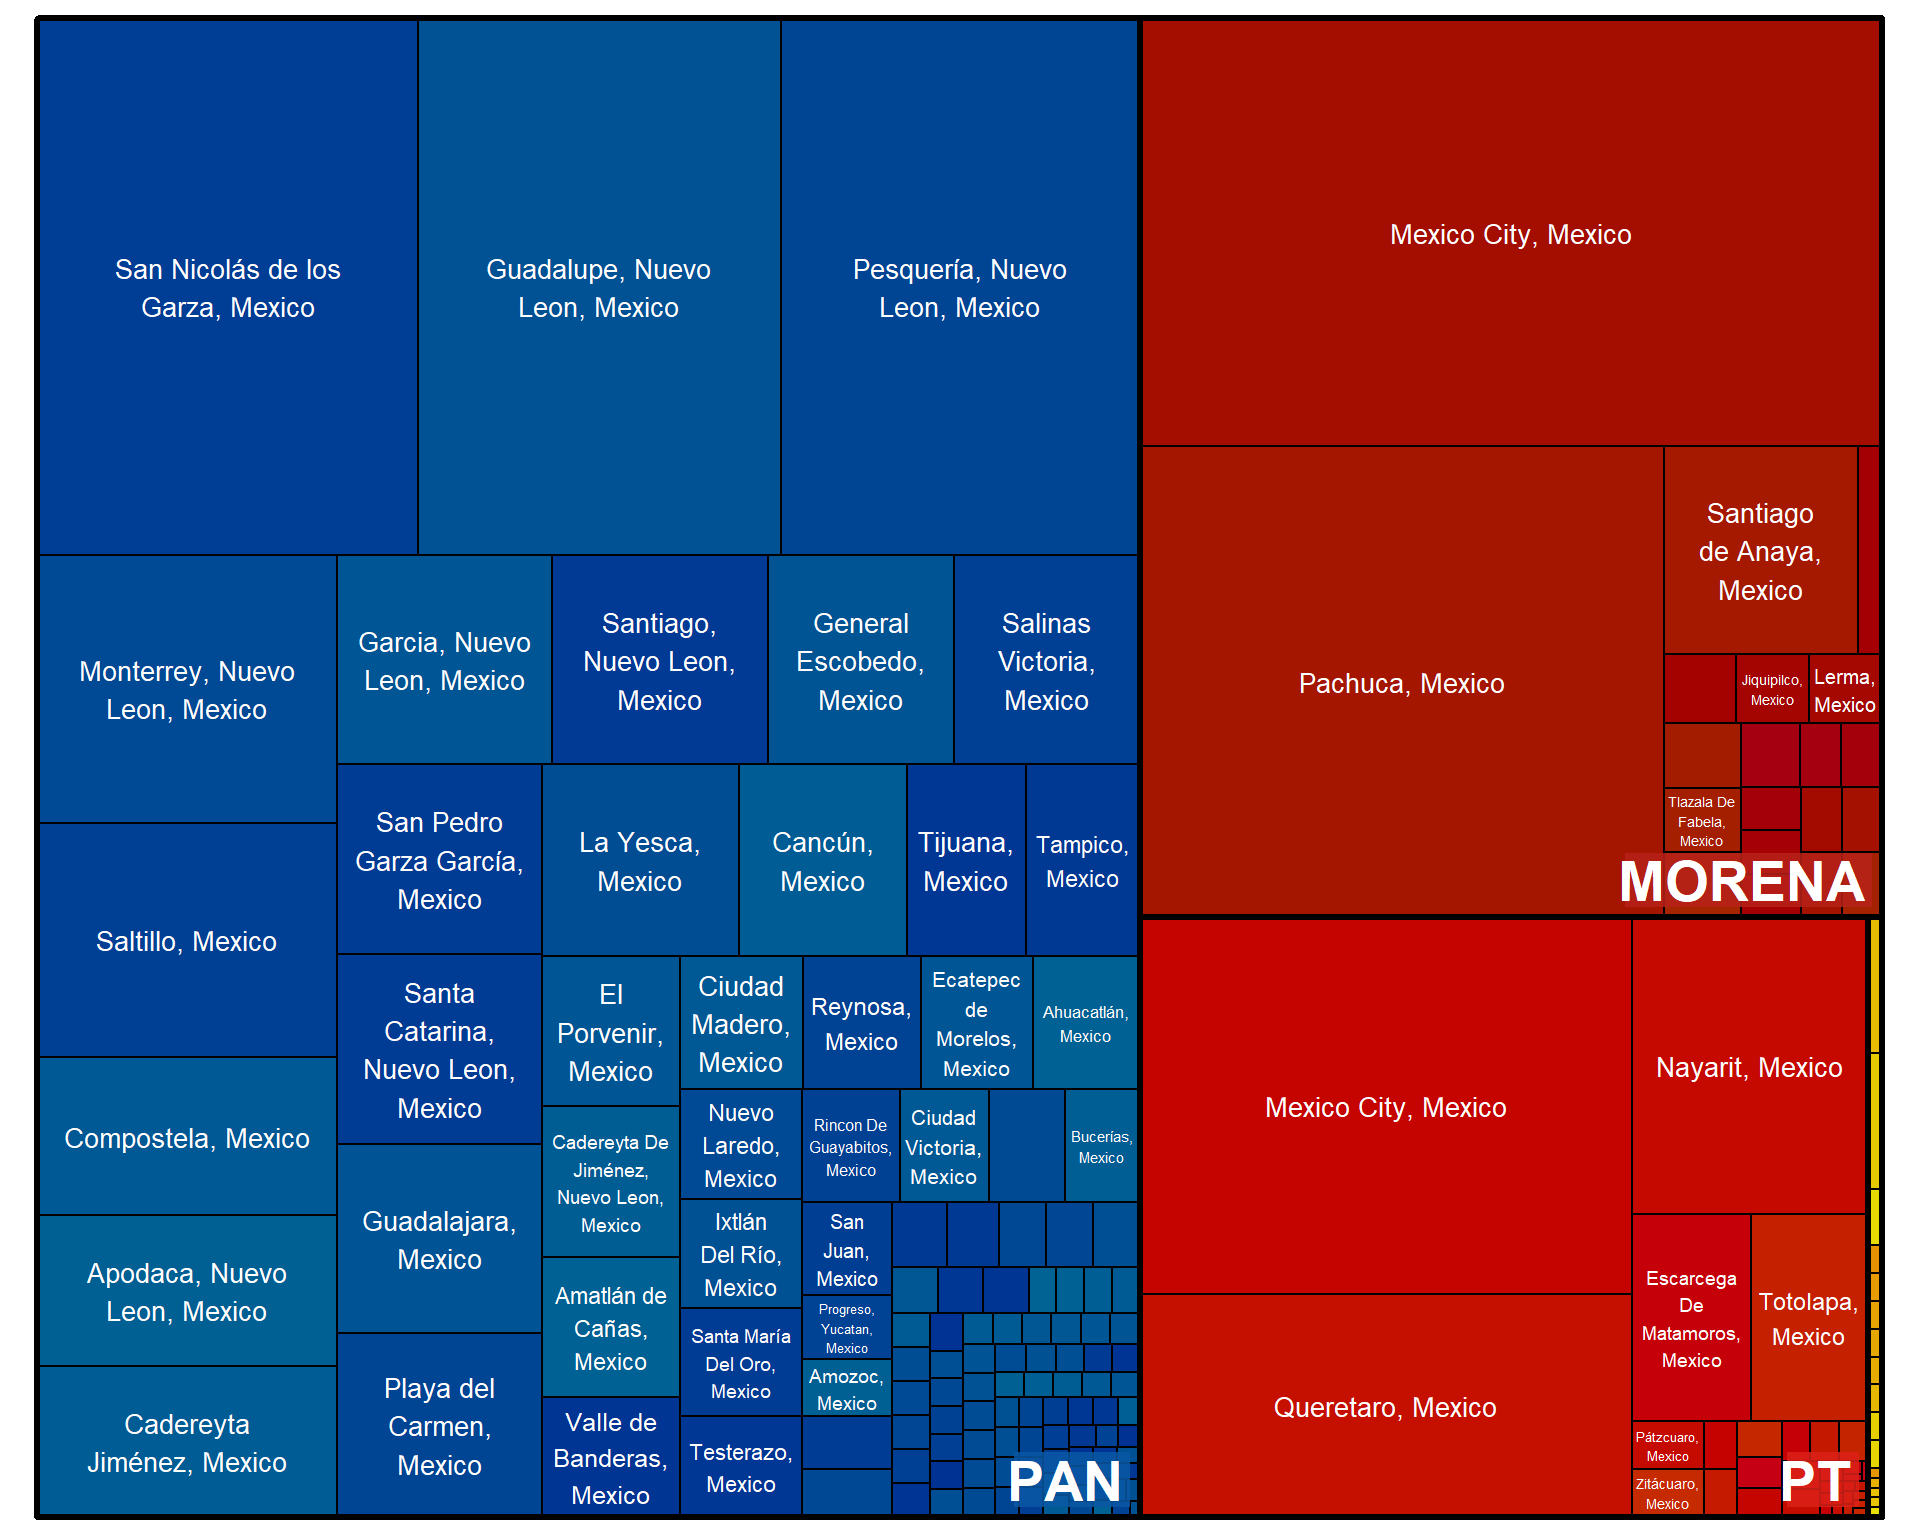 San Nicolás de los
Garza, Mexico
Guadalupe, Nuevo
Leon, Mexico
Pesquería, Nuevo
Leon, Mexico
Monterrey, Nuevo
Leon, Mexico
Garcia, Nuevo
Leon, Mexico
Santiago,
Nuevo Leon,
Mexico
General
Escobedo,
Mexico
Salinas
Victoria,
Mexico
Saltillo, Mexico
San Pedro
Garza García,
Mexico
La Yesca,
Mexico
Cancún,
Mexico
Tijuana,
Mexico
Tampico,
Mexico
Compostela, Mexico
Santa
Catarina,
Nuevo Leon,
Mexico
El
Porvenir,
Mexico
Ciudad
Madero,
Mexico
Reynosa,
Mexico
Ecatepec
de
Morelos,
Mexico
Ahuacatlán,
Mexico
Apodaca, Nuevo
Leon, Mexico
Guadalajara,
Mexico
Cadereyta De
Jiménez,
Nuevo Leon,
Mexico
Nuevo
Laredo,
Mexico
Rincon De
Guayabitos,
Mexico
Ciudad
Victoria,
Mexico
Bucerías,
Mexico
Amatlán de
Cañas,
Mexico
Ixtlán
Del Río,
Mexico
San
Juan,
Mexico
Progreso,
Yucatan,
Mexico
Cadereyta
Jiménez, Mexico
Playa del
Carmen,
Mexico
Santa María
Del Oro,
Mexico
Amozoc,
Mexico
Valle de
Banderas,
Mexico
Testerazo,
Mexico
PAN
Mexico City, Mexico
Pachuca, Mexico
Santiago
de Anaya,
Mexico
Jiquipilco,
Mexico
Lerma,
Mexico
Tlazala De
Fabela,
Mexico
MORENA
Mexico City, Mexico
Nayarit, Mexico
Queretaro, Mexico
Escarcega
De
Matamoros,
Mexico
Totolapa,
Mexico
Pátzcuaro,
Mexico
Zitácuaro,
Mexico
PT